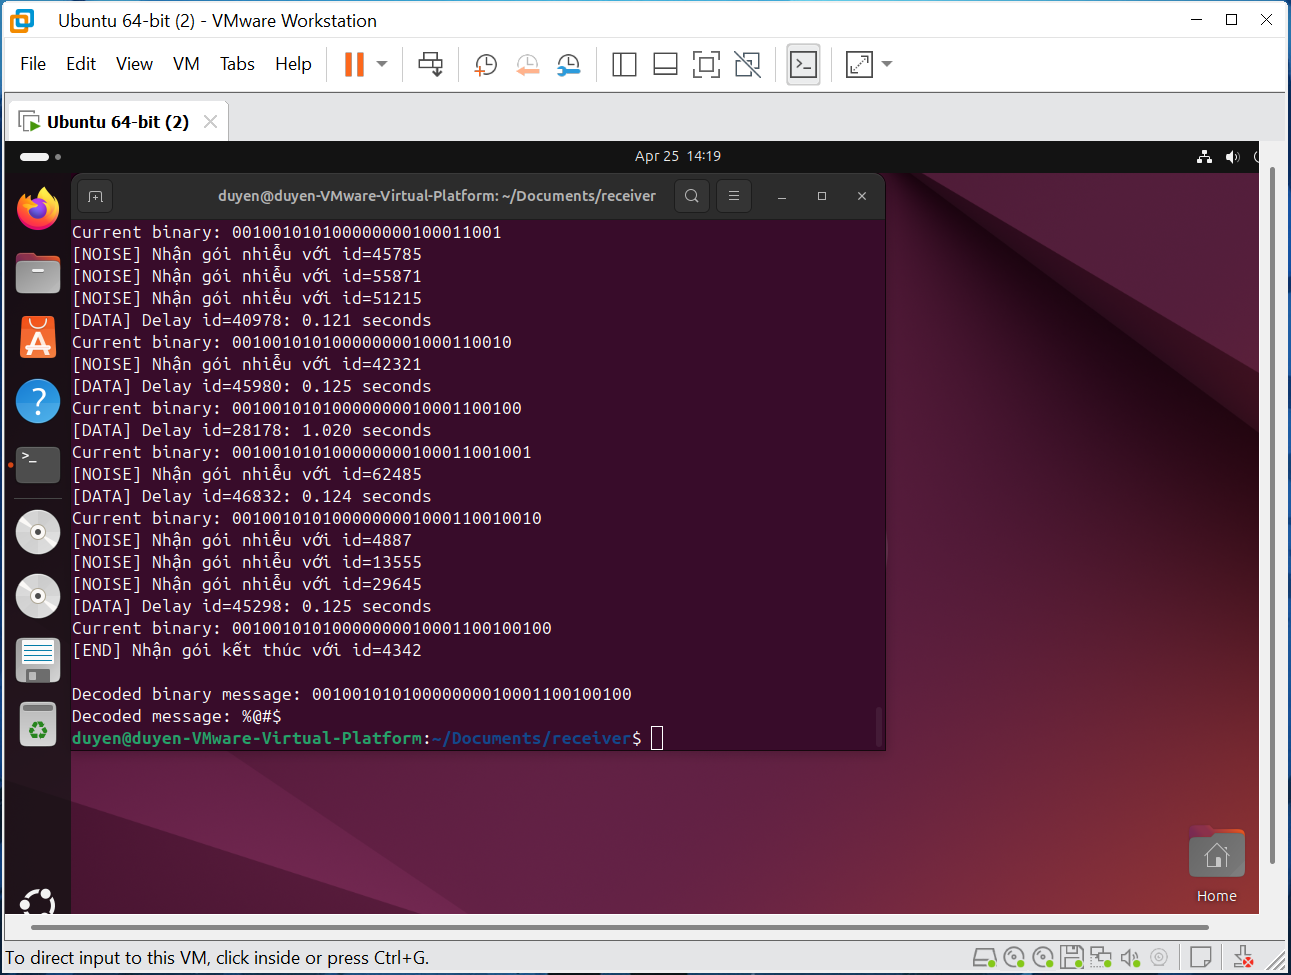 Ubuntu 64-bit (2) - VMware Workstation
File Edit View VM Tabs Help
Ubuntu 64-bit (2)
Apr 25 14:19
duyen@duyen-VMware-Virtual-Platform: ~/Documents/receiver
Current binary: 001001010100000000100011001
[NOISE] Nhận gói nhiễu với id=45785
[NOISE] Nhận gói nhiễu với id=55871
[NOISE] Nhận gói nhiễu với id=51215
[DATA] Delay id=40978: 0.121 seconds
Current binary: 0010010101000000001000110010
[NOISE] Nhận gói nhiễu với id=42321
[DATA] Delay id=45980: 0.125 seconds
Current binary: 00100101010000000010001100100
[DATA] Delay id=28178: 1.020 seconds
Current binary: 001001010100000000100011001001
[NOISE] Nhận gói nhiễu với id=62485
[DATA] Delay id=46832: 0.124 seconds
Current binary: 0010010101000000001000110010010
[NOISE] Nhận gói nhiễu với id=4887
[NOISE] Nhận gói nhiễu với id=13555
[NOISE] Nhận gói nhiễu với id=29645
[DATA] Delay id=45298: 0.125 seconds
Current binary: 00100101010000000010001100100100
[END] Nhận gói kết thúc với id=4342
Decoded binary message: 00100101010000000010001100100100
Decoded message: %@#$
duyen@duyen-VMware-Virtual-Platform:~/Documents/receiver$
Home
To direct input to this VM, click inside or press Ctrl+G.